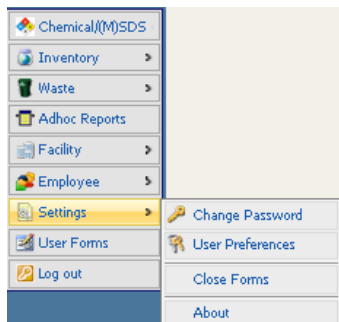 Chemical/(M)SDS
Inventory
Waste
Adhoc Reports
Facility
Employee
Settings
Change Password
User Forms
User Preferences
Log out
Close Forms
About